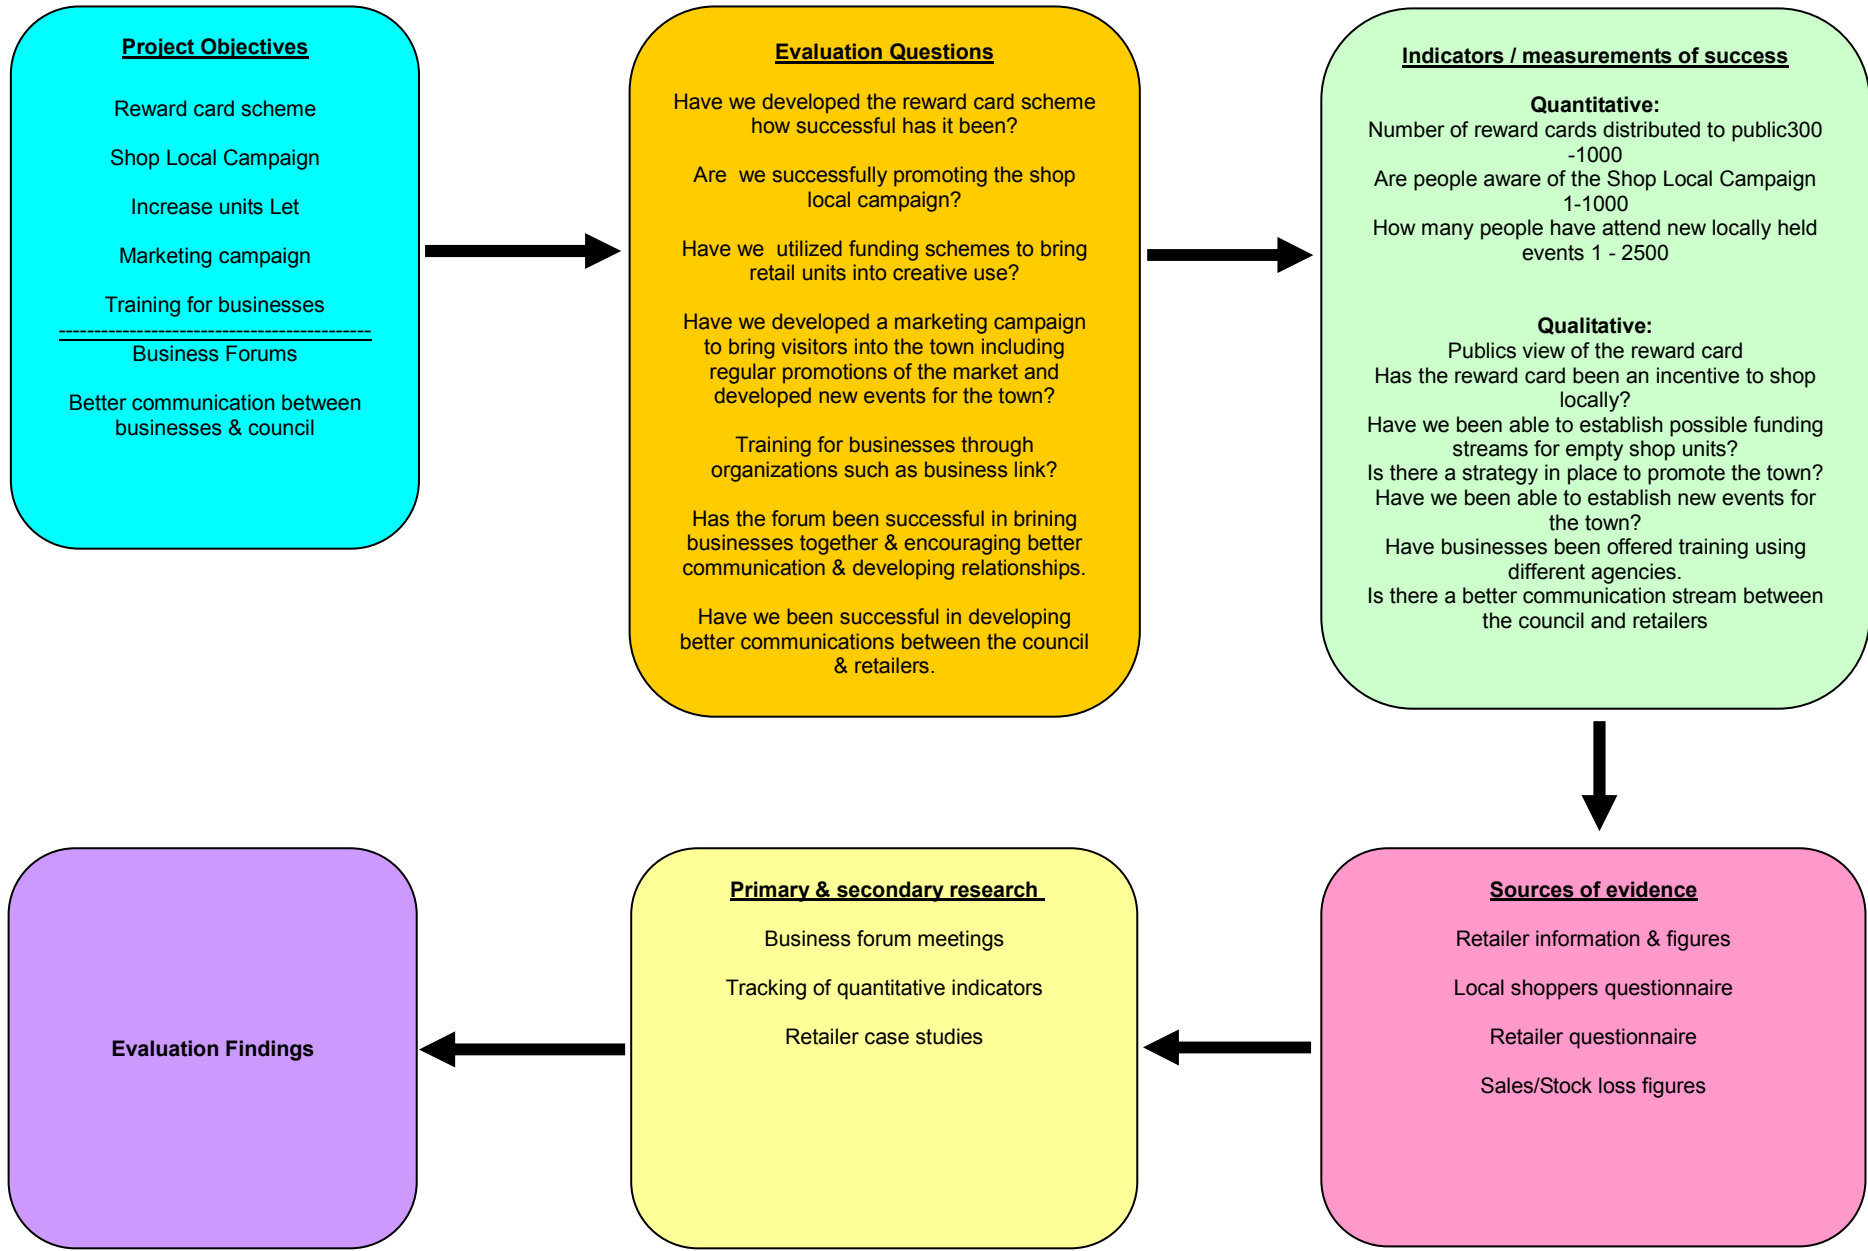 Project Objectives
Reward card scheme
Shop Local Campaign
Increase units Let
Marketing campaign
Training for businesses
--------------------------------------------
Business Forums
Better communication between
businesses & council
Evaluation Questions
Have we developed the reward card scheme
how successful has it been?
Are  we successfully promoting the shop
local campaign?
Have we  utilized funding schemes to bring
retail units into creative use?
Have we developed a marketing campaign
to bring visitors into the town including
regular promotions of the market and
developed new events for the town?
Training for businesses through
organizations such as business link?
Has the forum been successful in brining
businesses together & encouraging better
communication & developing relationships.
Have we been successful in developing
better communications between the council
& retailers.
Indicators / measurements of success
Quantitative:
Number of reward cards distributed to public300
-1000
Are people aware of the Shop Local Campaign
1-1000
How many people have attend new locally held
events 1 - 2500
Qualitative:
Publics view of the reward card
Has the reward card been an incentive to shop
locally?
Have we been able to establish possible funding
streams for empty shop units?
Is there a strategy in place to promote the town?
Have we been able to establish new events for
the town?
Have businesses been offered training using
different agencies.
Is there a better communication stream between
the council and retailers
Sources of evidence
Retailer information & figures
Local shoppers questionnaire
Retailer questionnaire
Sales/Stock loss figures
Primary & secondary research
Business forum meetings
Tracking of quantitative indicators
Retailer case studies
Evaluation Findings